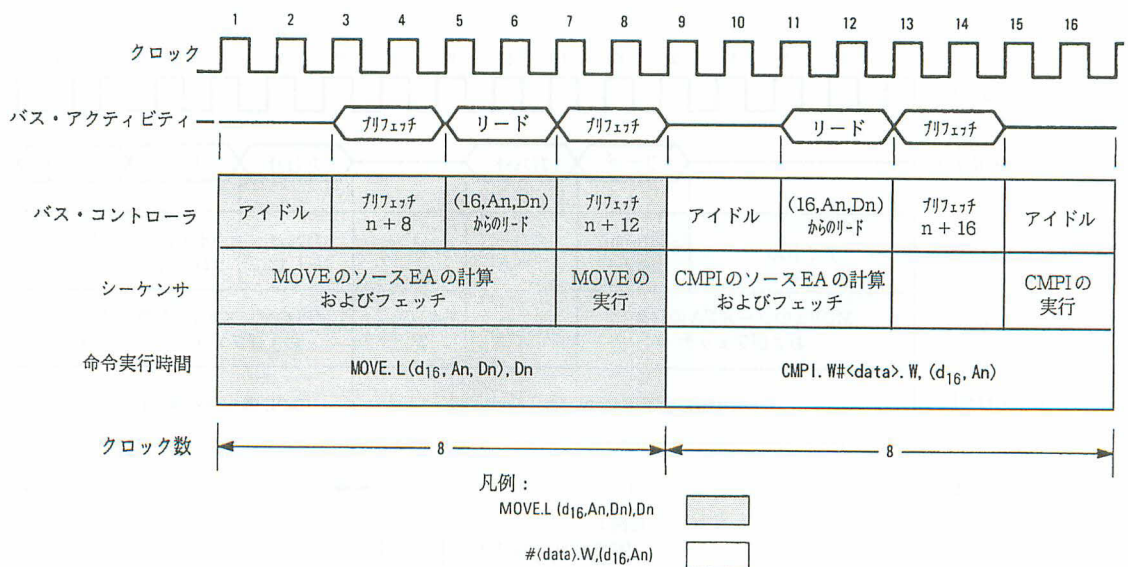 1 2 3 4 5 6 7 8 9 10 11 12 13 14 15 16
クロック
バス・アクティビティ
プリフェッチ リード プリフェッチ リード プリフェッチ
バス・コントローラ
アイドル
プリフェッチ
n+8
(16,An,Dn)
からのリード
プリフェッチ
n+12
アイドル
(16,An,Dn)
からのリード
プリフェッチ
n+16
アイドル
シーケンサ
MOVEのソースEAの計算
およびフェッチ
MOVEの
実行
CMPIのソースEAの計算
およびフェッチ
CMPIの
実行
命令実行時間
MOVE.L(d16, An, Dn), Dn
CMPI.W#<data>.W, (d16, An)
クロック数
8
8
凡例：
MOVE.L (d16,An,Dn),Dn
#<data>.W,(d16,An)